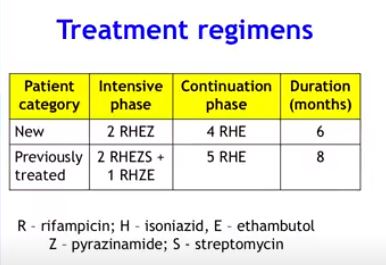 Treatment regimens
Patient category Intensive phase Continuation phase Duration (months)
New 2 RHEZ 4 RHE 6
Previously treated 2 RHEZS + 1 RHZE 5 RHE 8
R - rifampicin; H - isoniazid, E - ethambutol
Z - pyrazinamide; S - streptomycin